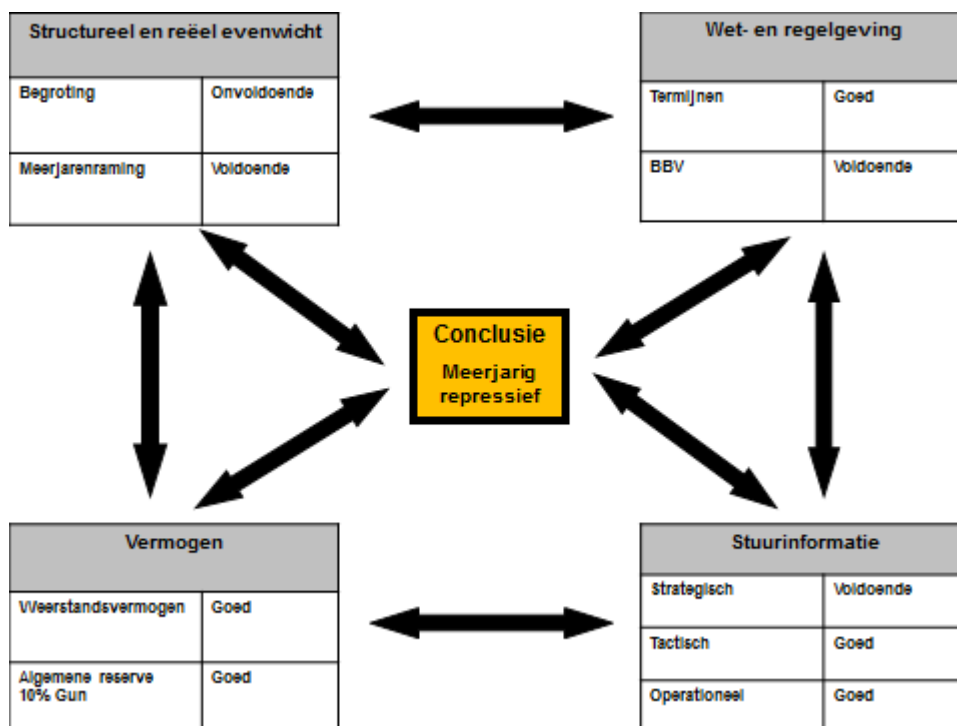 Structureel en reëel evenwicht
Begroting Onvoldoende
Meerjarenraming Voldoende
Wet- en regelgeving
Termijnen Goed
BBV Voldoende
Conclusie
Meerjarig
repressief
Vermogen
Weerstandsvermogen Goed
Algemene reserve Goed
10% Gun
Stuurinformatie
Strategisch Voldoende
Tactisch Goed
Operationeel Goed